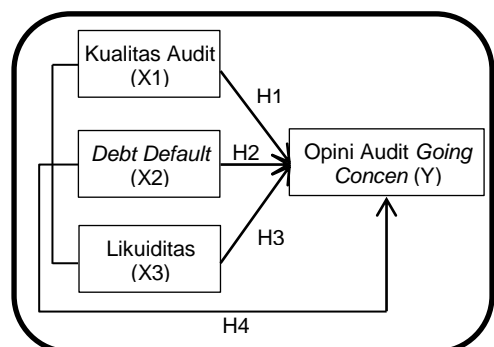 Kualitas Audit
(X1)
H1
Debt Default
(X2)
H2
Opini Audit Going
Concen (Y)
Likuiditas
(X3)
H3
H4